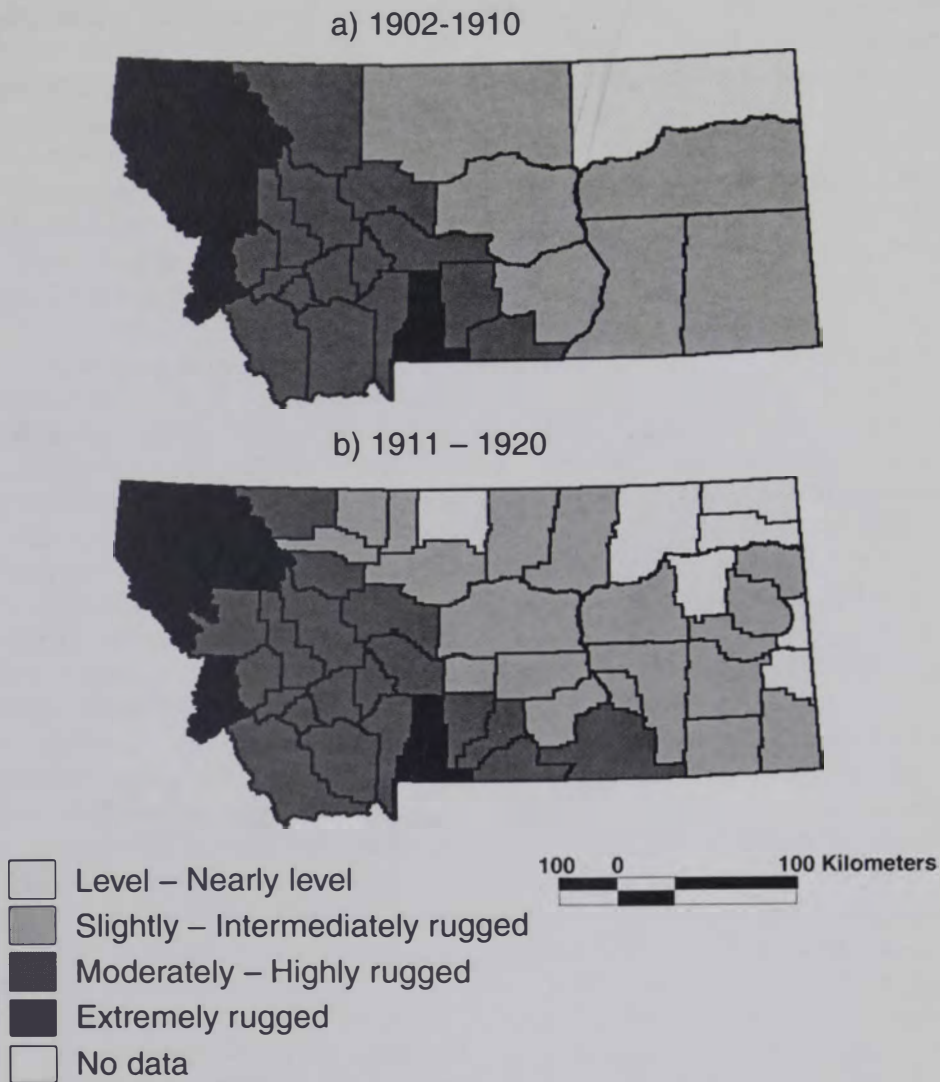 a) 1902-1910
b) 1911 – 1920
100 0 100 Kilometers
Level – Nearly level
Slightly – Intermediately rugged
Moderately – Highly rugged
Extremely rugged
No data